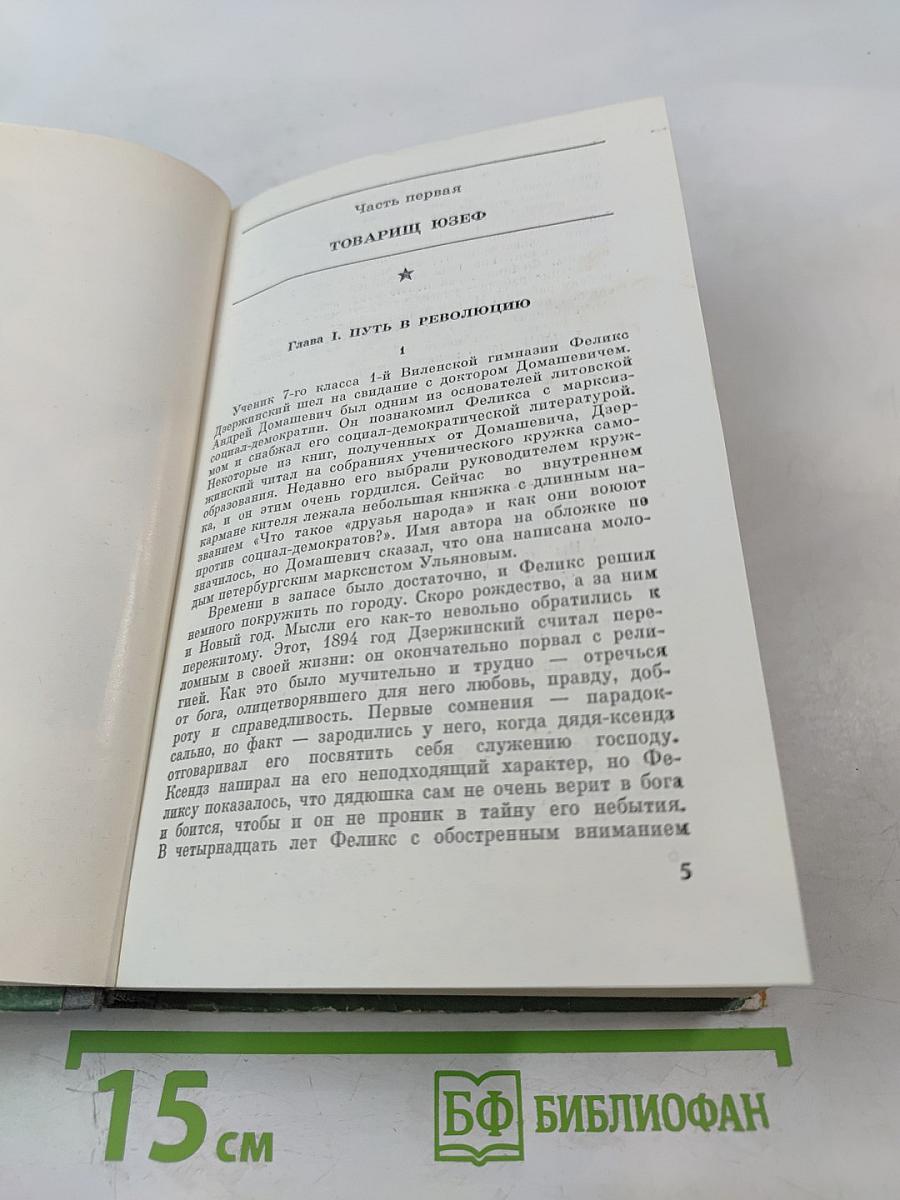 Часть первая
ТОВАРИЩ ЮЗЕФ
Глава I. ПУТЬ В РЕВОЛЮЦИЮ
1
Ученик 7-го класса 1-й Виленской гимназии Феликс
Дзержинский шел на свидание с доктором Домашевичем.
Андрей Домашевич был одним из основателей литовской
социал-демократии. Он познакомил Феликса с марксиз-
мом и снабжал его социал-демократической литературой.
Некоторые из книг, полученных от Домашевича, Дзер-
жинский читал на собраниях ученического кружка само-
образования. Недавно его выбрали руководителем круж-
ка, и он этим очень гордился. Сейчас во внутреннем
кармане кителя лежала небольшая книжка с длинным на-
званием «Что такое «друзья народа» и как они воюют
против социал-демократов?». Имя автора на обложке не
значилось, но Домашевич сказал, что она написана моло-
дым петербургским марксистом Ульяновым.
Времени в запасе было достаточно, и Феликс решил
немного покружить по городу. Скоро рождество, а за ним
и Новый год. Мысли его как-то невольно обратились к
пережитому. Этот, 1894 год Дзержинский считал пере-
ломным в своей жизни: он окончательно порвал с рели-
гией. Как это было мучительно и трудно — отречься
от бога, олицетворявшего для него любовь, правду, доб-
роту и справедливость. Первые сомнения — парадок-
сально, но факт — зародились у него, когда дядя-ксендз
отговаривал его посвятить себя служению господу.
Ксендз напирал на его неподходящий характер, но Фе-
ликсу показалось, что дядюшка сам не очень верит в бога
и боится, чтобы и он не проник в тайну его небытия.
В четырнадцать лет Феликс с обостренным вниманием
5
15 см
БФ БИБЛИОФАН